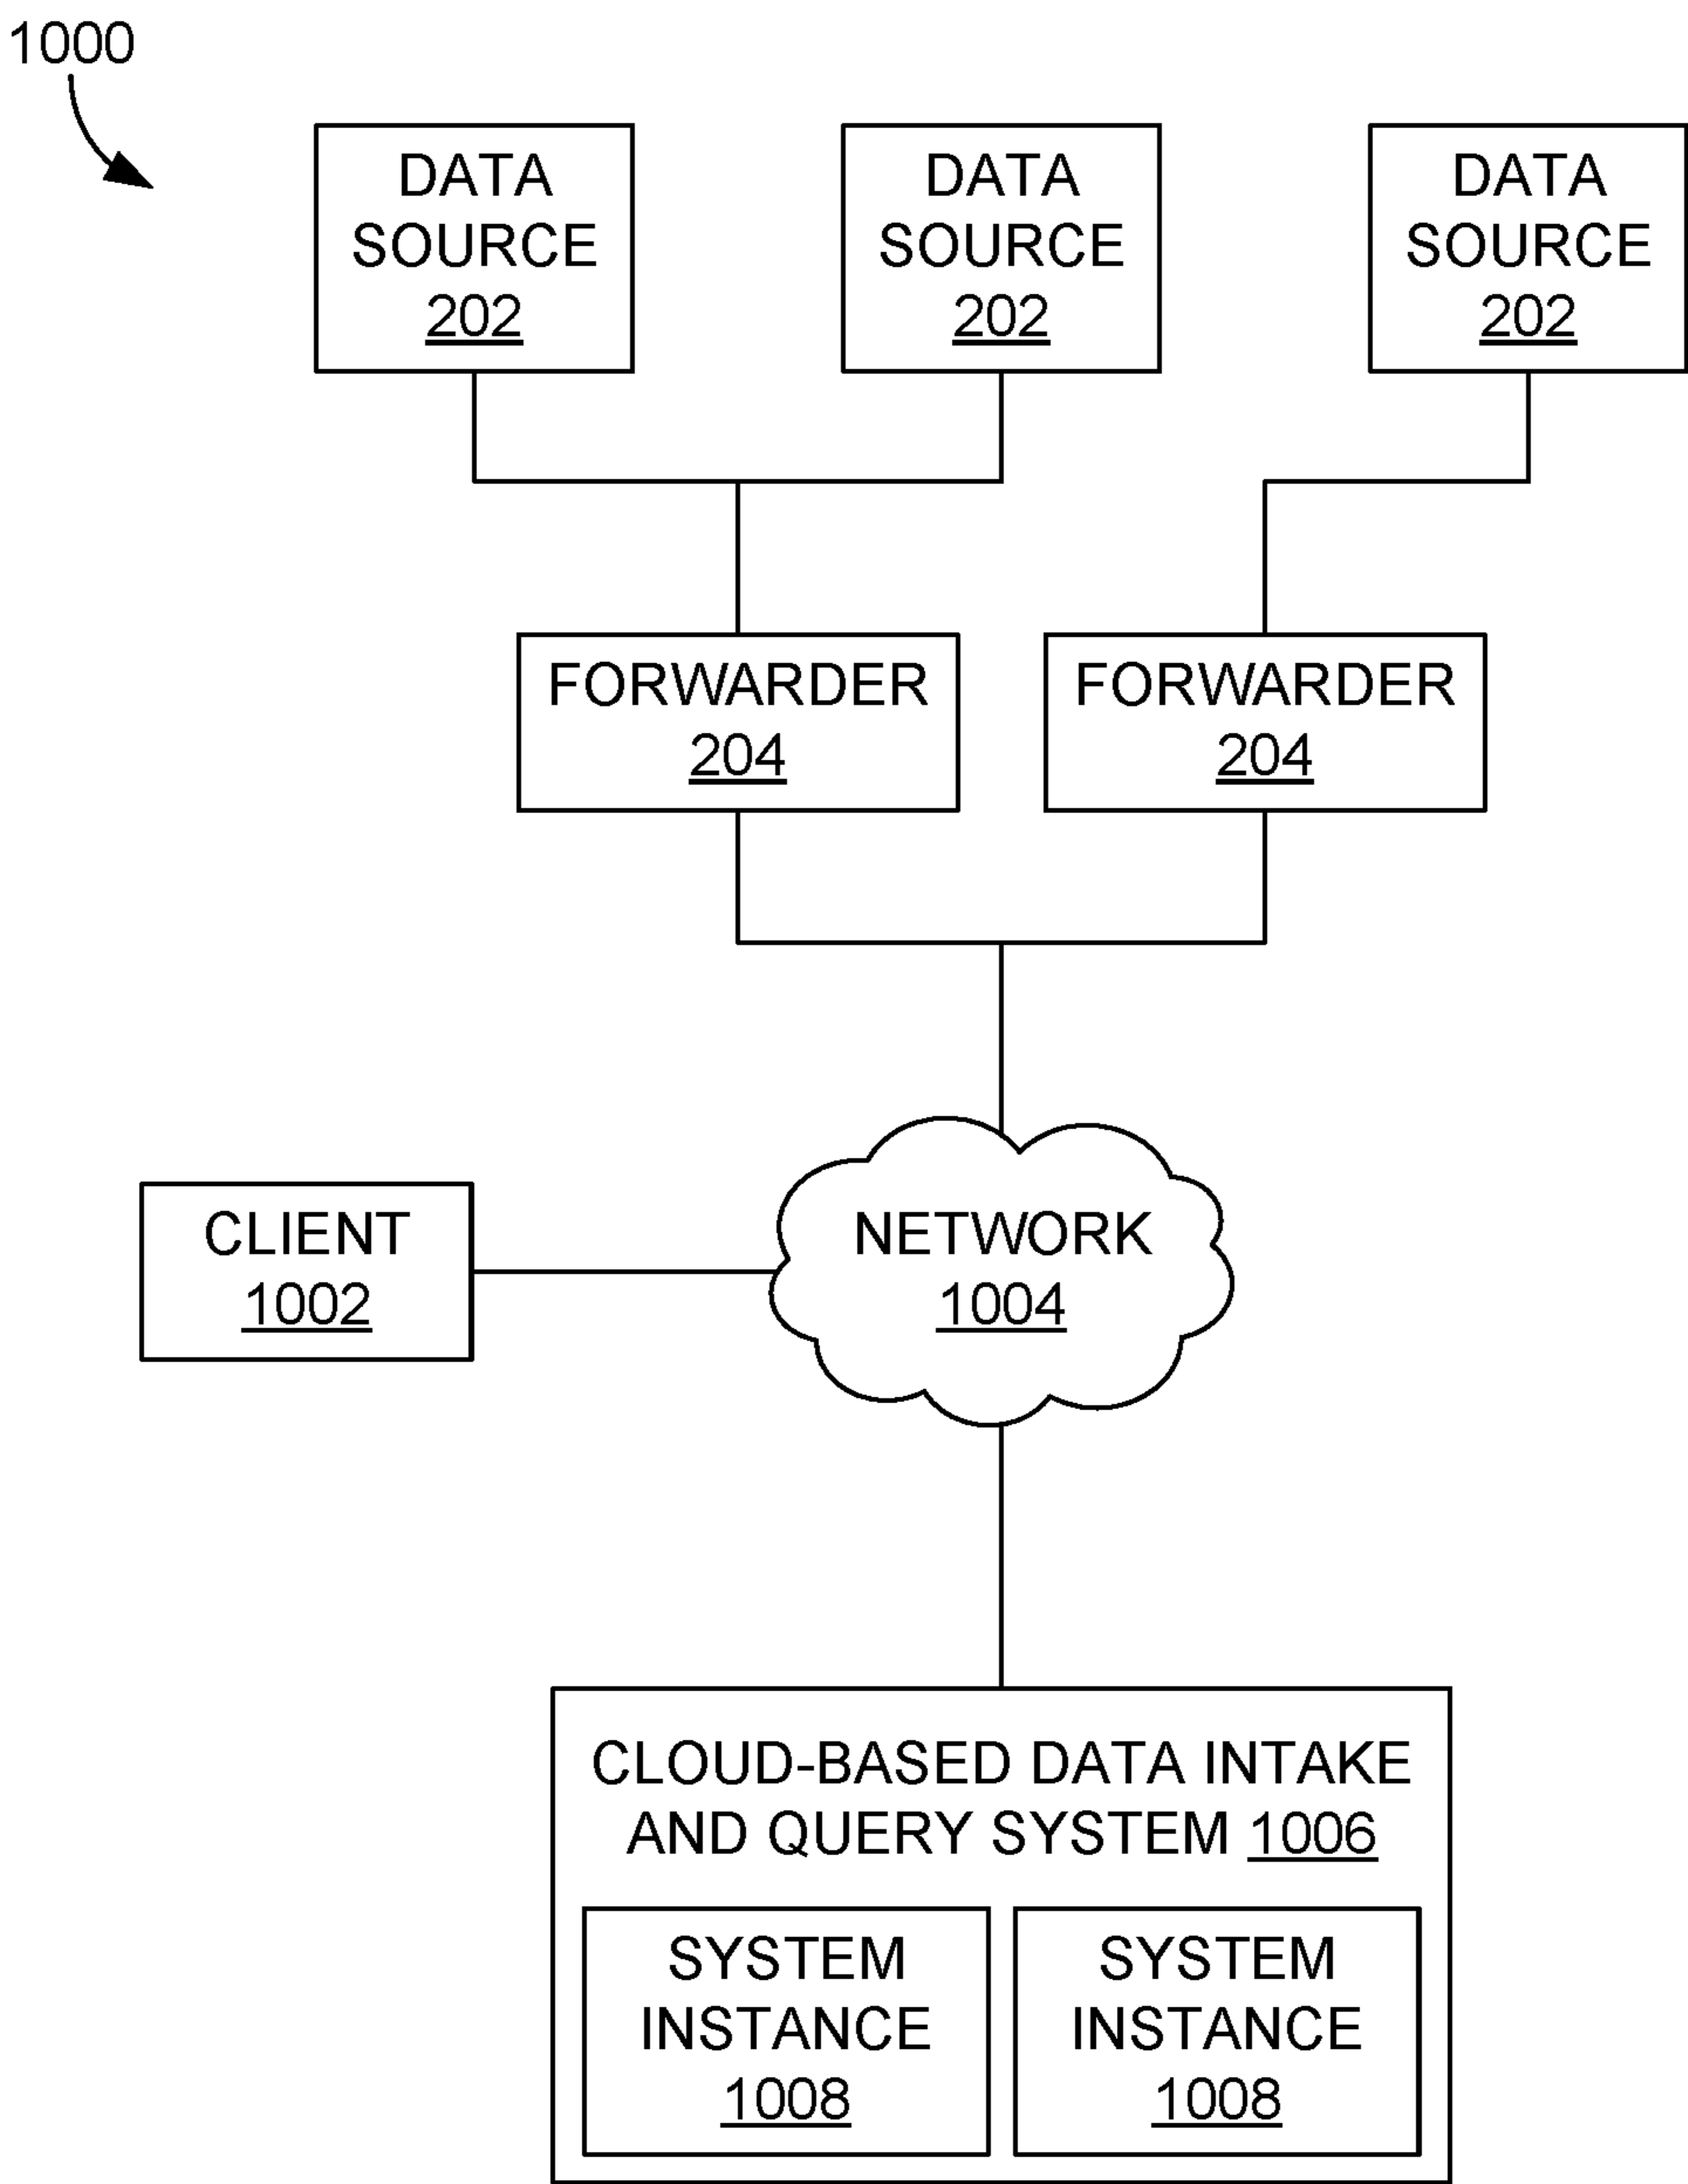 1000
DATA
SOURCE
202
DATA
SOURCE
202
DATA
SOURCE
202
FORWARDER
204
FORWARDER
204
CLIENT
1002
NETWORK
1004
CLOUD-BASED DATA INTAKE
AND QUERY SYSTEM 1006
SYSTEM
INSTANCE
1008
SYSTEM
INSTANCE
1008